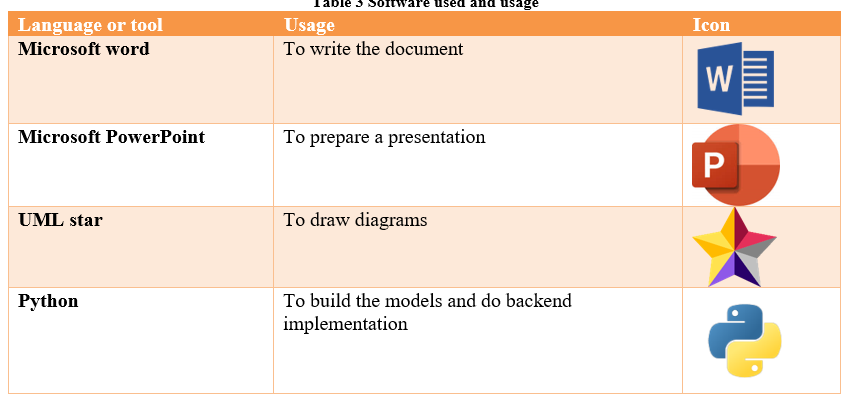 Table 3 Software used and usage
Language or tool Usage Icon
Microsoft word To write the document
W
Microsoft PowerPoint To prepare a presentation
P
UML star To draw diagrams
Python To build the models and do backend
implementation